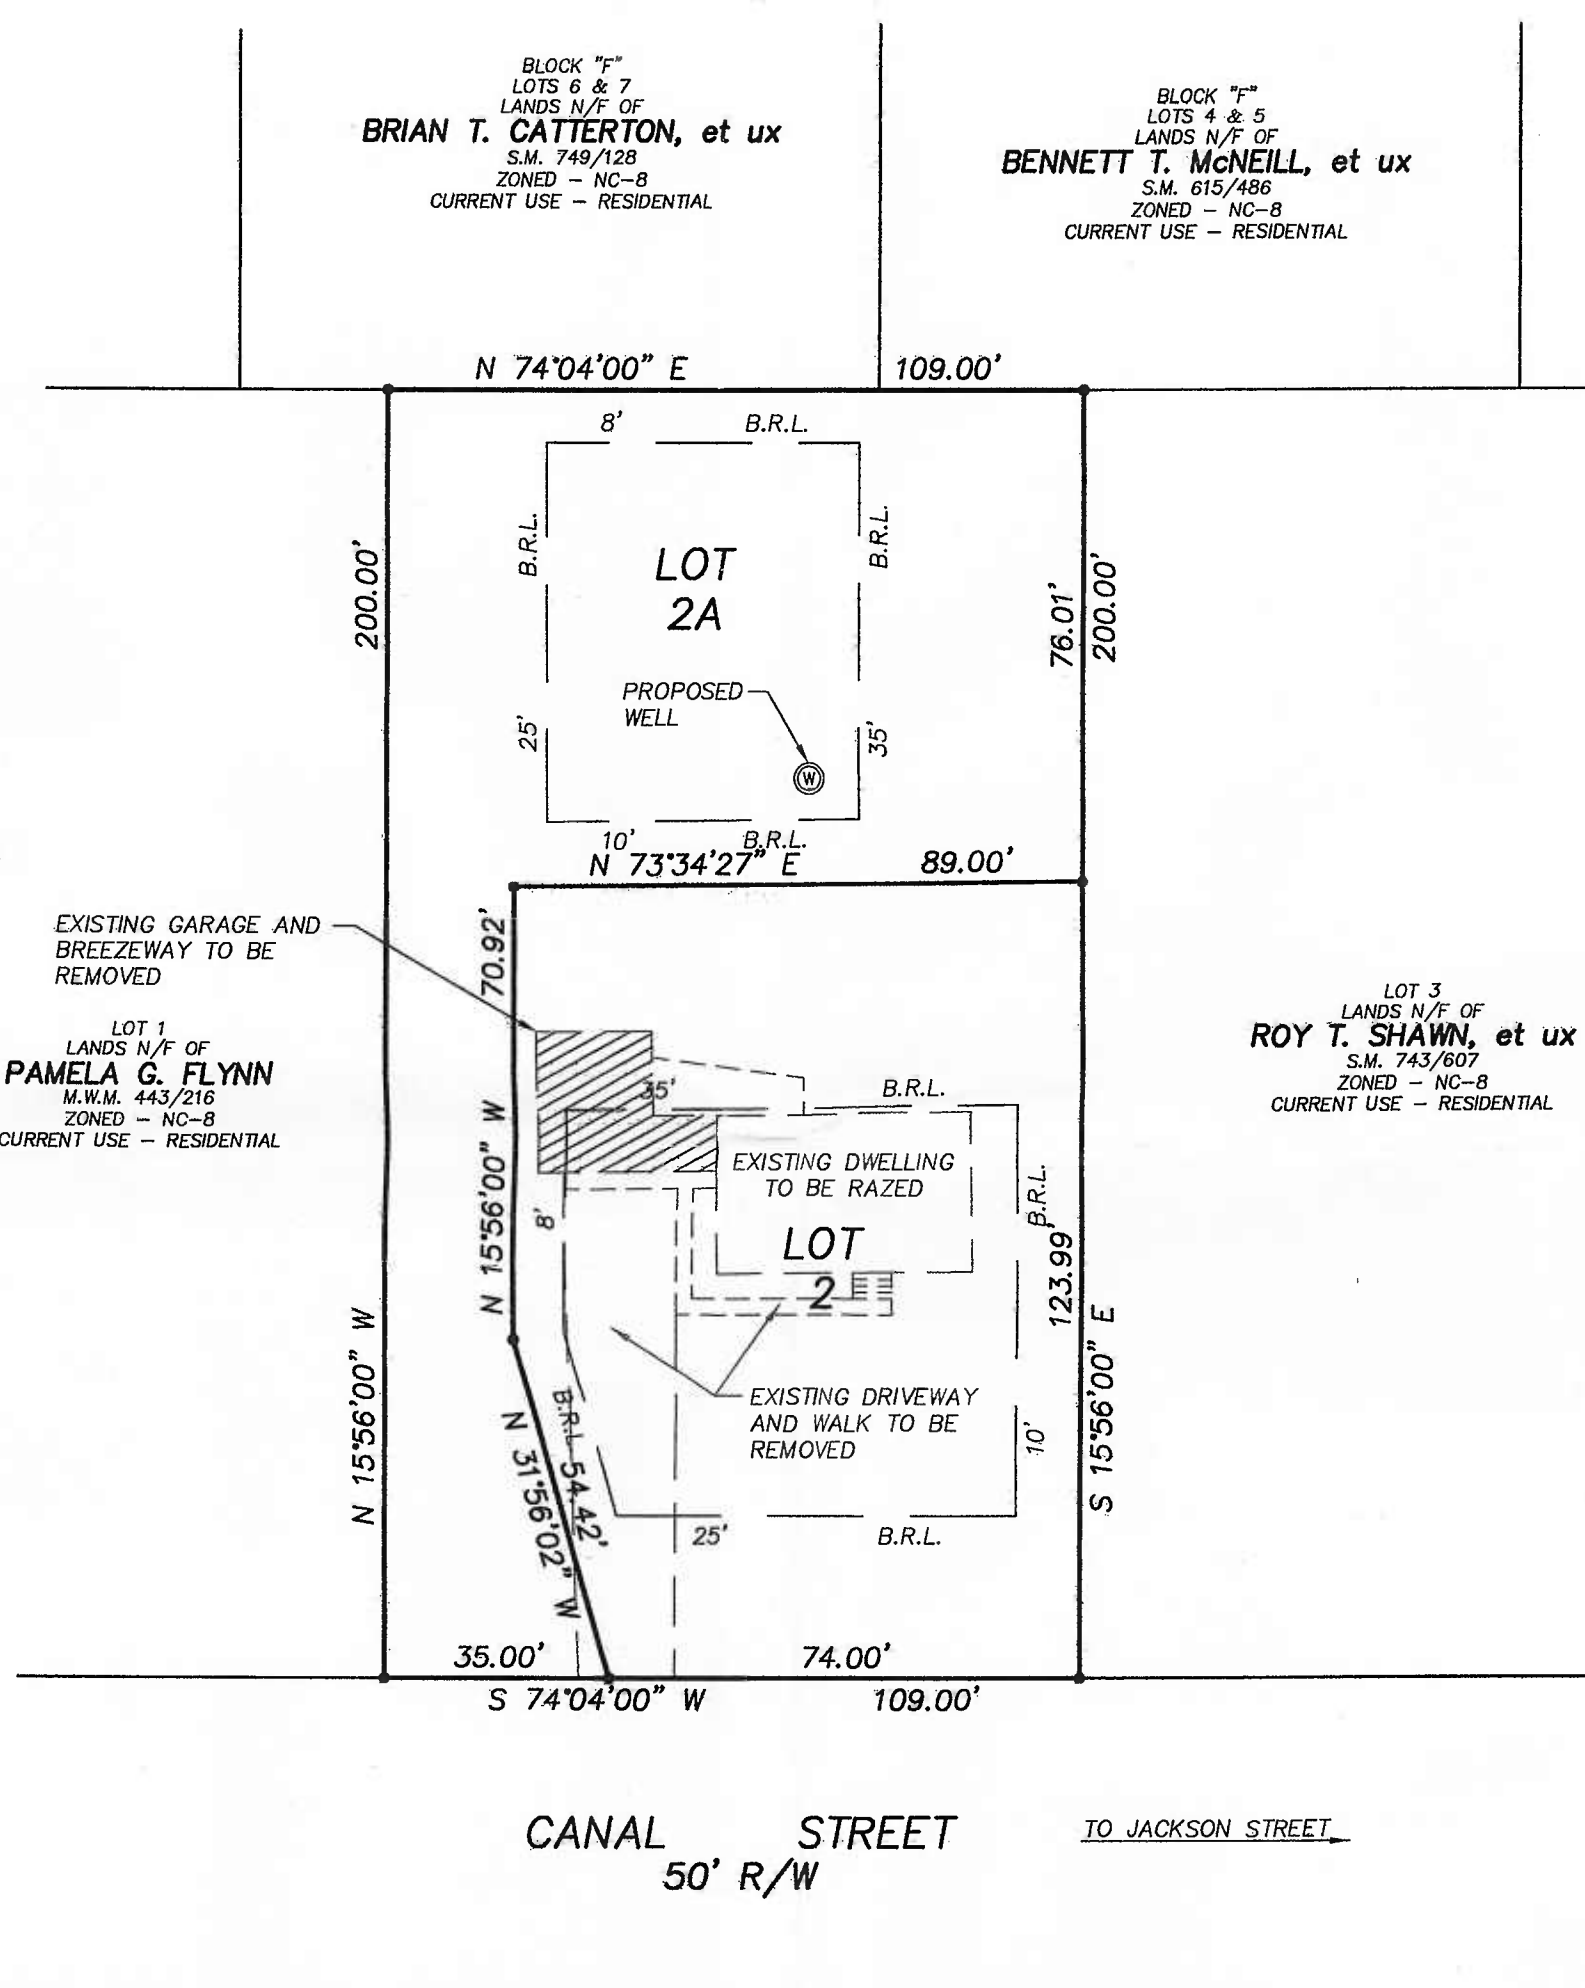 BLOCK "F"
LOTS 6 & 7
LANDS N/F OF
BRIAN T. CATTERTON, et ux
S.M. 749/128
ZONED - NC-8
CURRENT USE - RESIDENTIAL
BLOCK "F"
LOTS 4 & 5
LANDS N/F OF
BENNETT T. McNEILL, et ux
S.M. 615/486
ZONED - NC-8
CURRENT USE - RESIDENTIAL
N 74°04'00" E
109.00'
8'
B.R.L.
B.R.L.
B.R.L.
LOT
2A
200.00'
76.01'
200.00'
PROPOSED
WELL
W
25'
35'
10'
B.R.L.
N 73°34'27" E
89.00'
EXISTING GARAGE AND
BREEZEWAY TO BE
REMOVED
70.92'
LOT 1
LANDS N/F OF
PAMELA G. FLYNN
M.W.M. 443/216
ZONED - NC-8
CURRENT USE - RESIDENTIAL
LOT 3
LANDS N/F OF
ROY T. SHAWN, et ux
S.M. 743/607
ZONED - NC-8
CURRENT USE - RESIDENTIAL
35'
B.R.L.
N 15°56'00" W
EXISTING DWELLING
TO BE RAZED
B.R.L.
8'
LOT
2
123.99'
N 15°56'00" W
S 15°56'00" E
EXISTING DRIVEWAY
AND WALK TO BE
REMOVED
10'
B.R.L.
54.42'
N 31°56'02" W
25'
B.R.L.
35.00'
74.00'
S 74°04'00" W
109.00'
CANAL STREET
50' R/W
TO JACKSON STREET